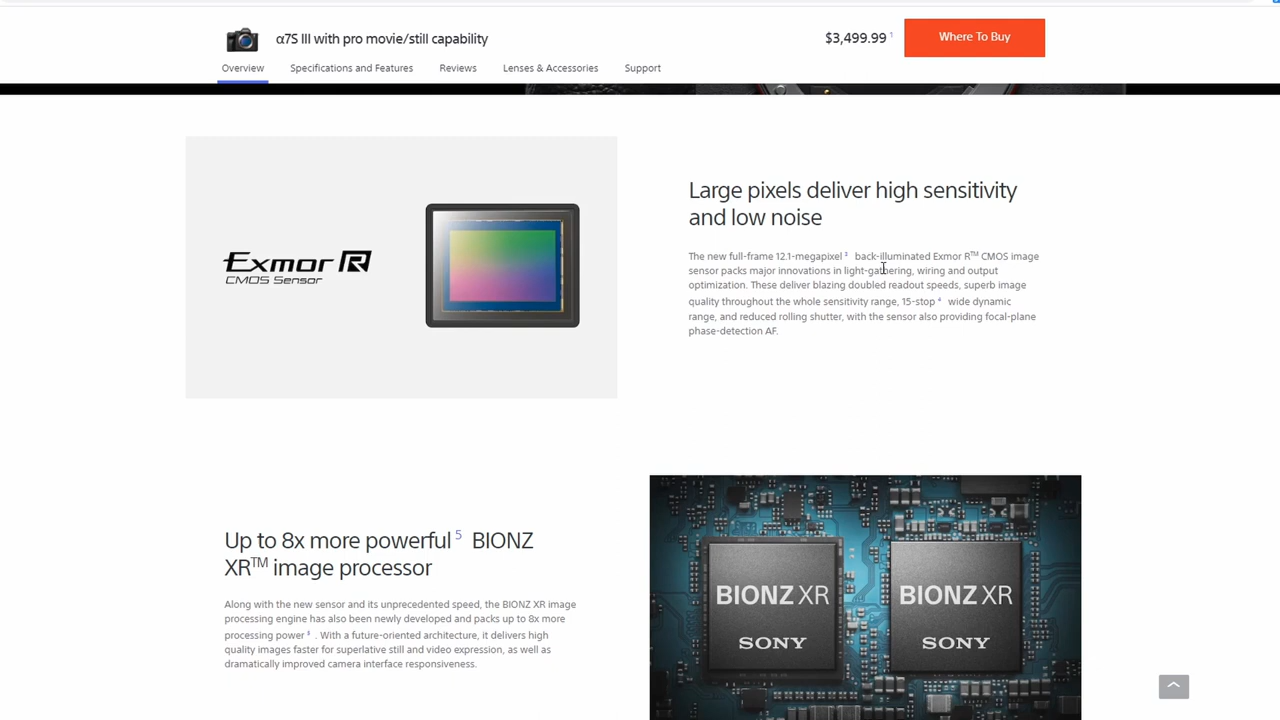 α7S III with pro movie/still capability
$3,499.99 1
Where To Buy
Overview
Specifications and Features
Reviews
Lenses & Accessories
Support
Exmor R
CMOS Sensor
Large pixels deliver high sensitivity
and low noise
The new full-frame 12.1-megapixel 3 back-illuminated Exmor R™ CMOS image
sensor packs major innovations in light-gathering, wiring and output
optimization. These deliver blazing doubled readout speeds, superb image
quality throughout the whole sensitivity range, 15-stop 4 wide dynamic
range, and reduced rolling shutter, with the sensor also providing focal-plane
phase-detection AF.
Up to 8x more powerful 5 BIONZ
XR™ image processor
Along with the new sensor and its unprecedented speed, the BIONZ XR image
processing engine has also been newly developed and packs up to 8x more
processing power 5 . With a future-oriented architecture, it delivers high
quality images faster for superlative still and video expression, as well as
dramatically improved camera interface responsiveness.
BIONZ XR
SONY
BIONZ XR
SONY